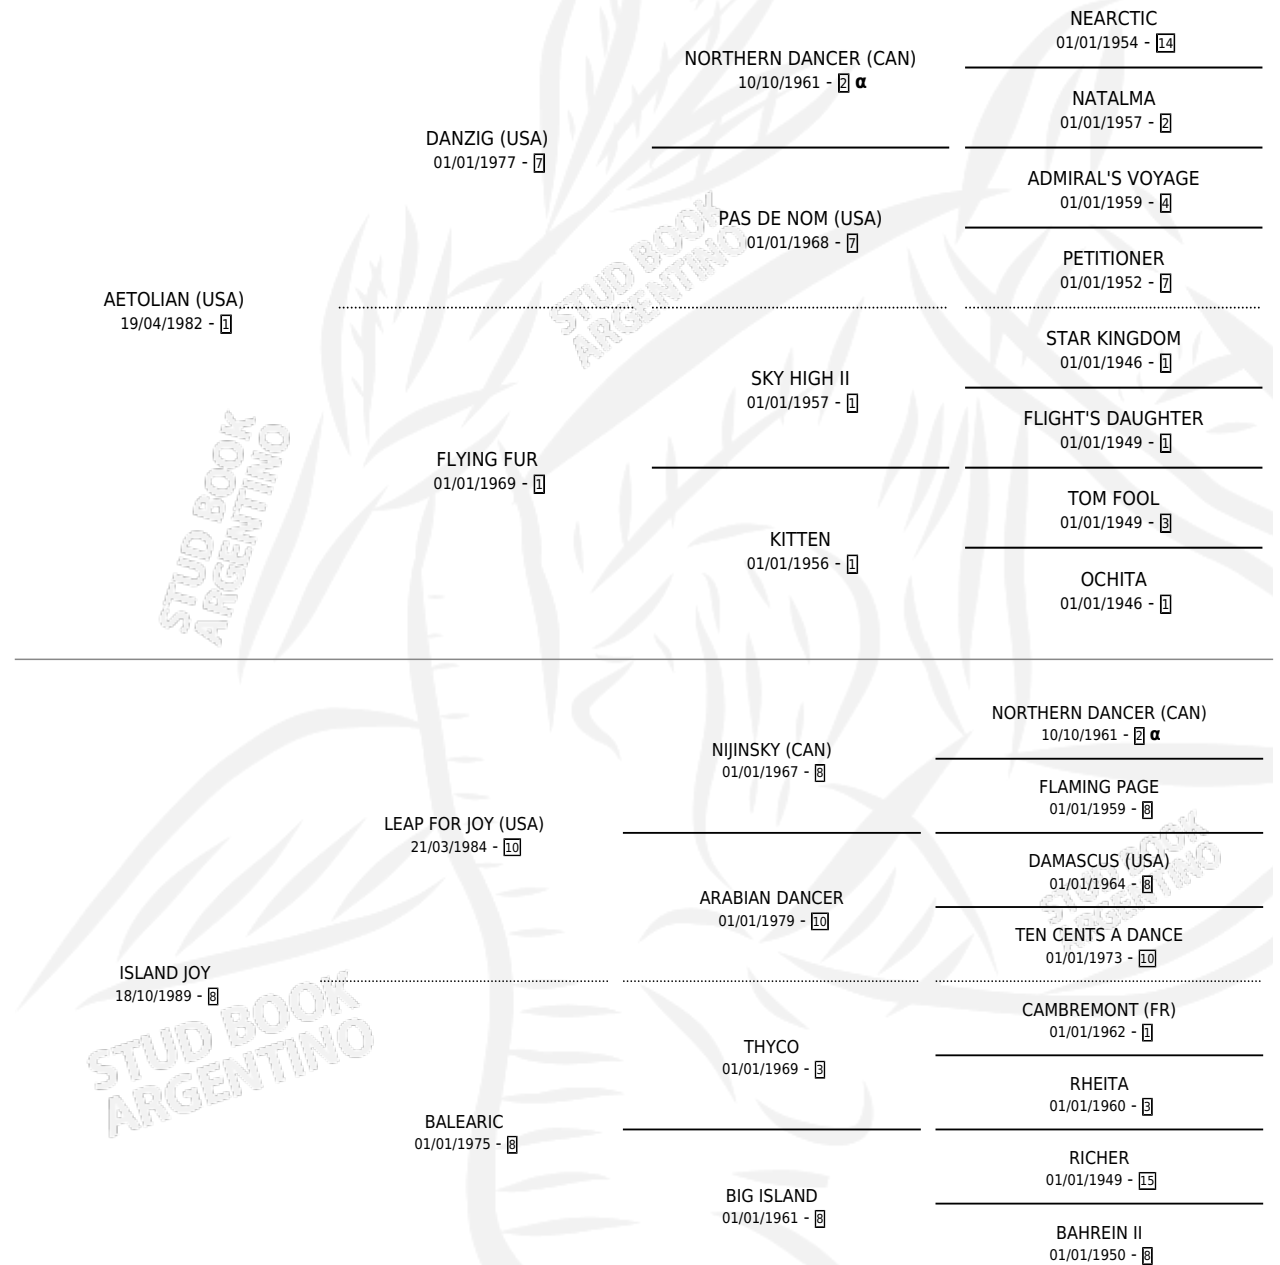 NEARCTIC
01/01/1954 - 14
NORTHERN DANCER (CAN)
10/10/1961 - 2 α
NATALMA
01/01/1957 - 2
DANZIG (USA)
01/01/1977 - 7
ADMIRAL'S VOYAGE
01/01/1959 - 4
PAS DE NOM (USA)
01/01/1968 - 7
PETITIONER
01/01/1952 - 7
AETOLIAN (USA)
19/04/1982 - 1
STAR KINGDOM
01/01/1946 - 1
SKY HIGH II
01/01/1957 - 1
FLIGHT'S DAUGHTER
01/01/1949 - 1
FLYING FUR
01/01/1969 - 1
TOM FOOL
01/01/1949 - 3
KITTEN
01/01/1956 - 1
OCHITA
01/01/1946 - 1
STUD BOOK
ARGENTINO
STUD BOOK
ARGENTINO
NORTHERN DANCER (CAN)
10/10/1961 - 2 α
NIJINSKY (CAN)
01/01/1967 - 8
FLAMING PAGE
01/01/1959 - 8
LEAP FOR JOY (USA)
21/03/1984 - 10
DAMASCUS (USA)
01/01/1964 - 8
ARABIAN DANCER
01/01/1979 - 10
TEN CENTS A DANCE
01/01/1973 - 10
ISLAND JOY
18/10/1989 - 8
CAMBREMONT (FR)
01/01/1962 - 1
THYCO
01/01/1969 - 3
RHEITA
01/01/1960 - 3
BALEARIC
01/01/1975 - 8
RICHER
01/01/1949 - 15
BIG ISLAND
01/01/1961 - 8
BAHREIN II
01/01/1950 - 8
STUD BOOK
ARGENTINO
STUD BOOK
ARGENTINO